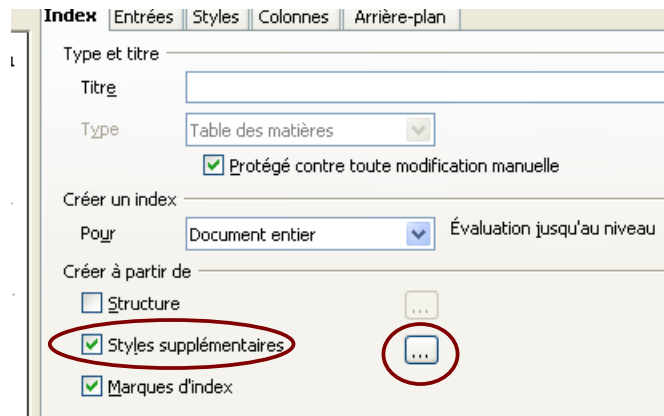 Index Entrées Styles Colonnes Arrière-plan
Type et titre
Titre
Type Table des matières
Protégé contre toute modification manuelle
Créer un index
Pour Document entier Évaluation jusqu'au niveau
Créer à partir de
Structure ...
Styles supplémentaires ...
Marques d'index